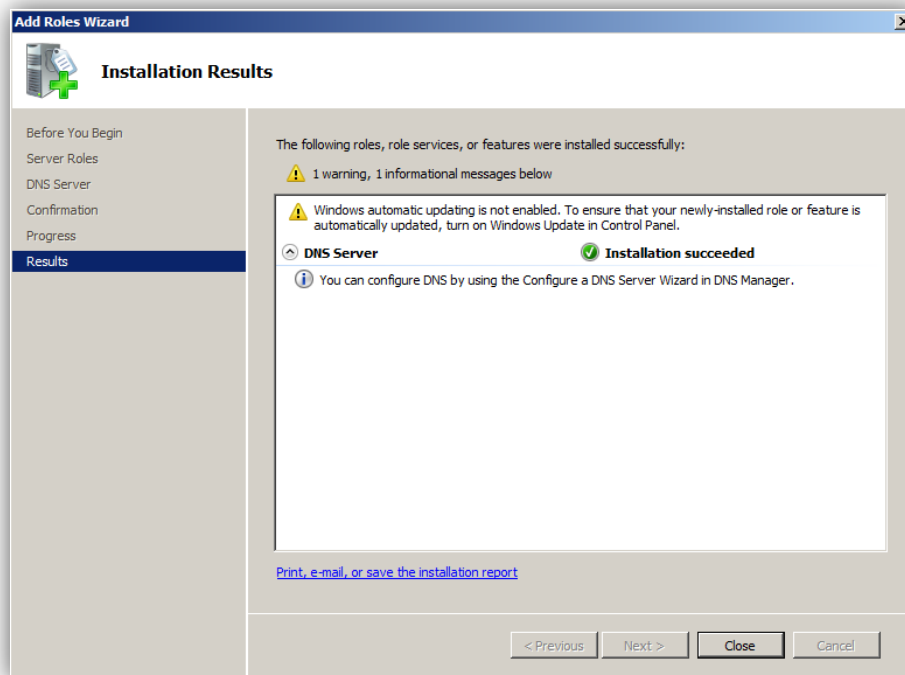 Add Roles Wizard
Installation Results
Before You Begin
Server Roles
DNS Server
Confirmation
Progress
Results
The following roles, role services, or features were installed successfully:
1 warning, 1 informational messages below
Windows automatic updating is not enabled. To ensure that your newly-installed role or feature is
automatically updated, turn on Windows Update in Control Panel.
DNS Server Installation succeeded
You can configure DNS by using the Configure a DNS Server Wizard in DNS Manager.
Print, e-mail, or save the installation report
< Previous Next > Close Cancel